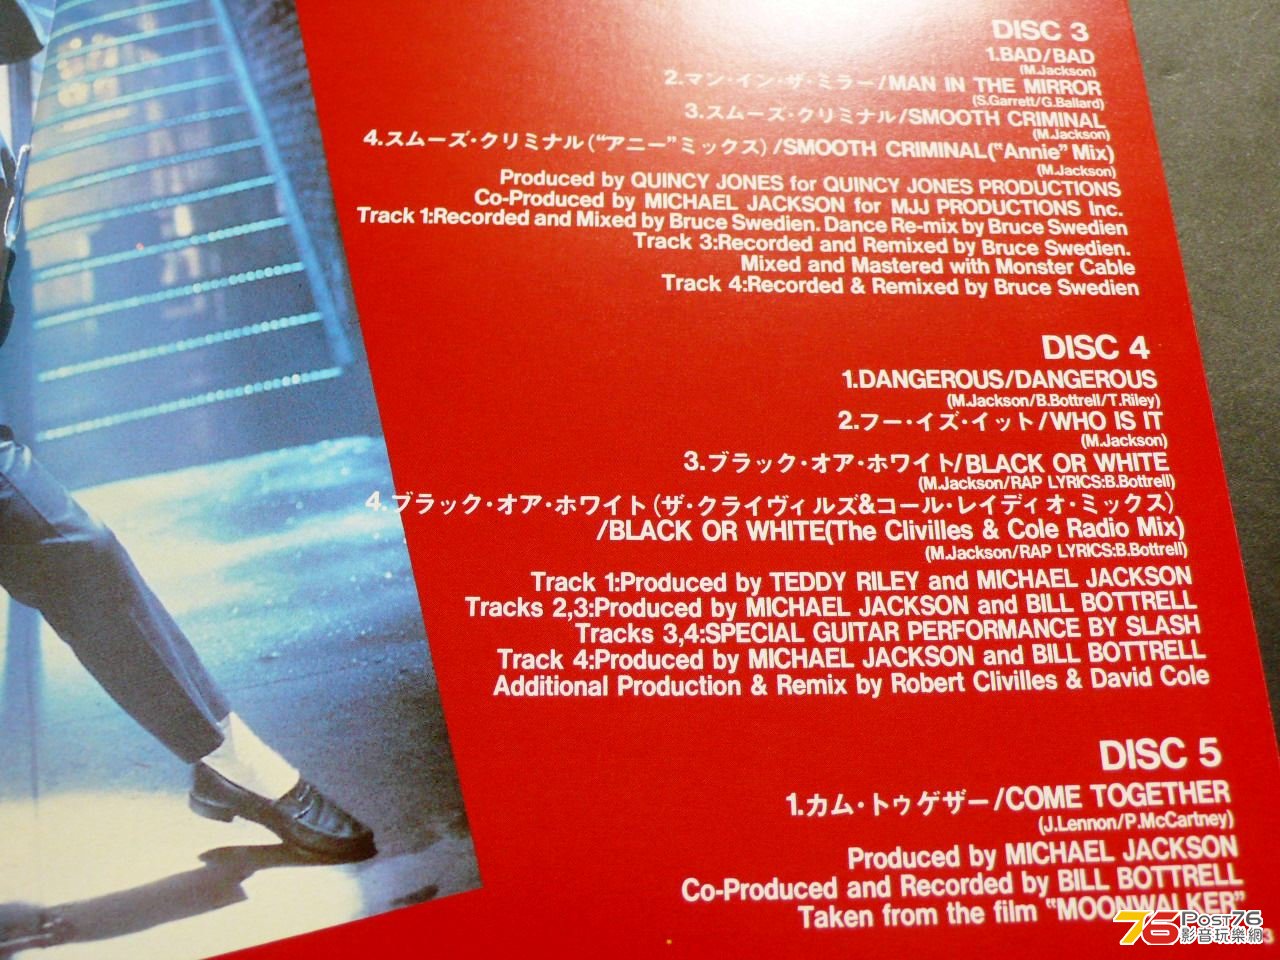 DISC 3
1.BAD/BAD
(M.Jackson)
2.マン・イン・ザ・ミラー/MAN IN THE MIRROR
(S.Garrett/G.Ballard)
3.スムーズ・クリミナル/SMOOTH CRIMINAL
(M.Jackson)
4.スムーズ・クリミナル(“アニー”ミックス)/SMOOTH CRIMINAL(“Annie” Mix)
(M.Jackson)
Produced by QUINCY JONES for QUINCY JONES PRODUCTIONS
Co-Produced by MICHAEL JACKSON for MJJ PRODUCTIONS Inc.
Track 1:Recorded and Mixed by Bruce Swedien. Dance Re-mix by Bruce Swedien
Track 3:Recorded and Remixed by Bruce Swedien.
Mixed and Mastered with Monster Cable
Track 4:Recorded & Remixed by Bruce Swedien
DISC 4
1.DANGEROUS/DANGEROUS
(M.Jackson/B.Bottrell/T.Riley)
2.フー・イズ・イット/WHO IS IT
(M.Jackson)
3.ブラック・オア・ホワイト/BLACK OR WHITE
(M.Jackson/RAP LYRICS:B.Bottrell)
4.ブラック・オア・ホワイト(ザ・クライヴィルズ&コール・レイディオ・ミックス)
/BLACK OR WHITE(The Clivilles & Cole Radio Mix)
(M.Jackson/RAP LYRICS:B.Bottrell)
Track 1:Produced by TEDDY RILEY and MICHAEL JACKSON
Tracks 2,3:Produced by MICHAEL JACKSON and BILL BOTTRELL
Tracks 3,4:SPECIAL GUITAR PERFORMANCE BY SLASH
Track 4:Produced by MICHAEL JACKSON and BILL BOTTRELL
Additional Production & Remix by Robert Clivilles & David Cole
DISC 5
1.カム・トゥゲザー/COME TOGETHER
(J.Lennon/P.McCartney)
Produced by MICHAEL JACKSON
Co-Produced and Recorded by BILL BOTTRELL
Taken from the film “MOONWALKER”
76 Post76
影音玩樂網
3